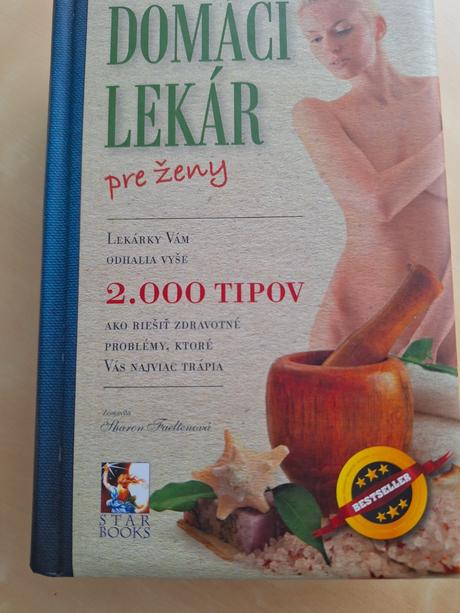 DOMÁCI
LEKÁR
pre ženy
LEKÁRKY VÁM
ODHALIA VYŠE
2.000 TIPOV
AKO RIEŠIŤ ZDRAVOTNÉ
PROBLÉMY, KTORÉ
VÁS NAJVIAC TRÁPIA
Zostavila
Sharon Faeltenová
STAR
BOOKS
BESTSELLER